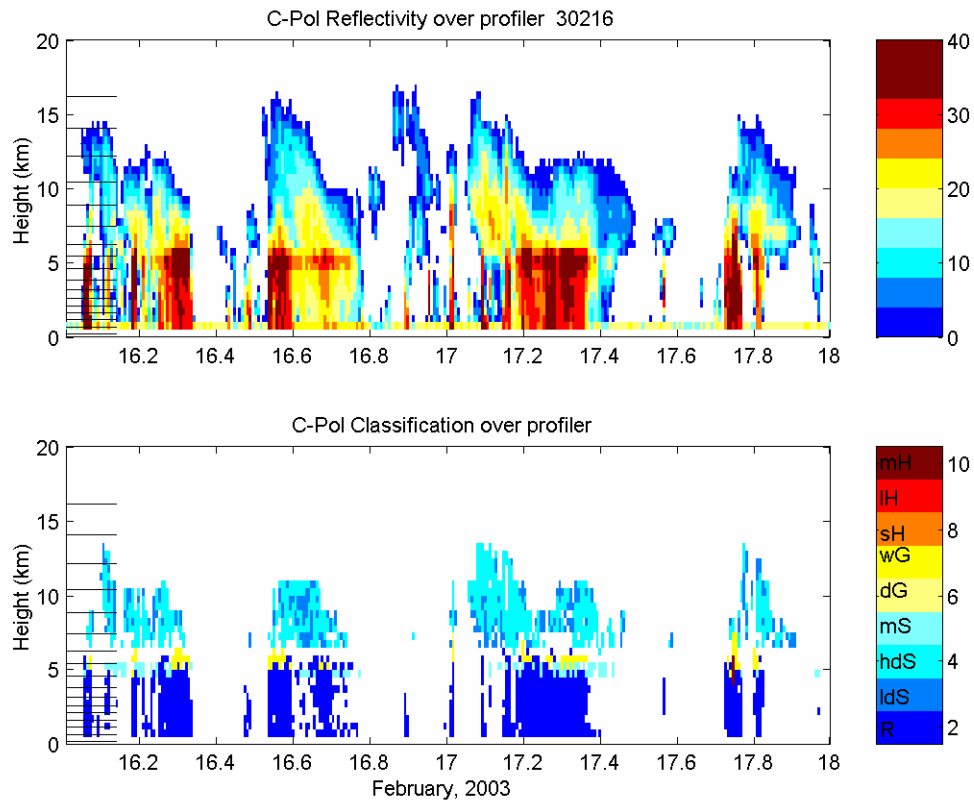 C-Pol Reflectivity over profiler 30216
20
15
10
5
0
Height (km)
16.2 16.4 16.6 16.8 17 17.2 17.4 17.6 17.8 18
40
30
20
10
0
C-Pol Classification over profiler
20
15
10
5
0
Height (km)
16.2 16.4 16.6 16.8 17 17.2 17.4 17.6 17.8 18
February, 2003
mH 10
lH
sH 8
wG
dG 6
mS
hdS 4
ldS
R 2